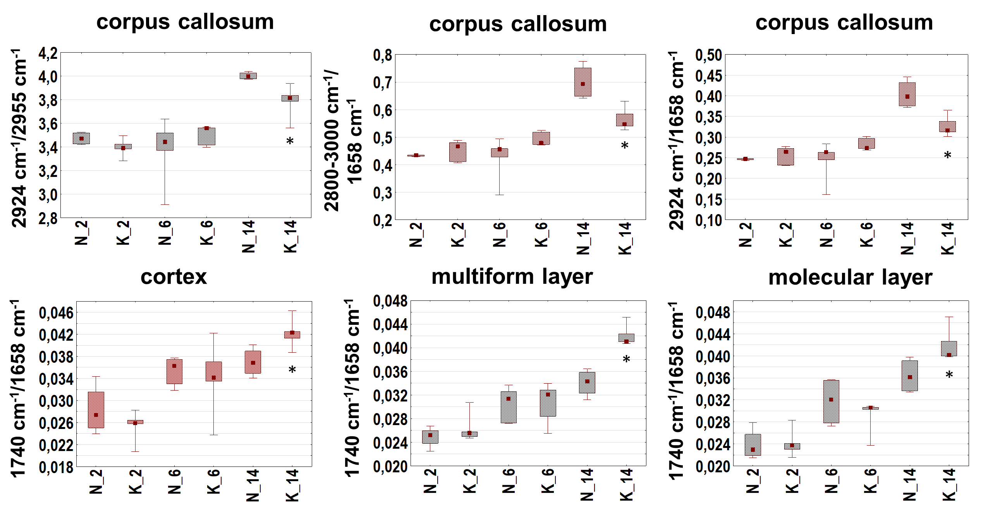 corpus callosum
2924 cm-1/2955 cm-1
4,2
4,0
3,8
3,6
3,4
3,2
3,0
2,8
N_2
K_2
N_6
K_6
N_14
K_14
*
corpus callosum
2800-3000 cm-1/
1658 cm-1
0,8
0,7
0,6
0,5
0,4
0,3
0,2
N_2
K_2
N_6
K_6
N_14
K_14
*
corpus callosum
2924 cm-1/1658 cm-1
0,50
0,45
0,40
0,35
0,30
0,25
0,20
0,15
0,10
N_2
K_2
N_6
K_6
N_14
K_14
*
cortex
1740 cm-1/1658 cm-1
0,046
0,042
0,038
0,034
0,030
0,026
0,022
0,018
N_2
K_2
N_6
K_6
N_14
K_14
*
multiform layer
1740 cm-1/1658 cm-1
0,048
0,044
0,040
0,036
0,032
0,028
0,024
0,020
N_2
K_2
N_6
K_6
N_14
K_14
*
molecular layer
1740 cm-1/1658 cm-1
0,048
0,044
0,040
0,036
0,032
0,028
0,024
0,020
N_2
K_2
N_6
K_6
N_14
K_14
*